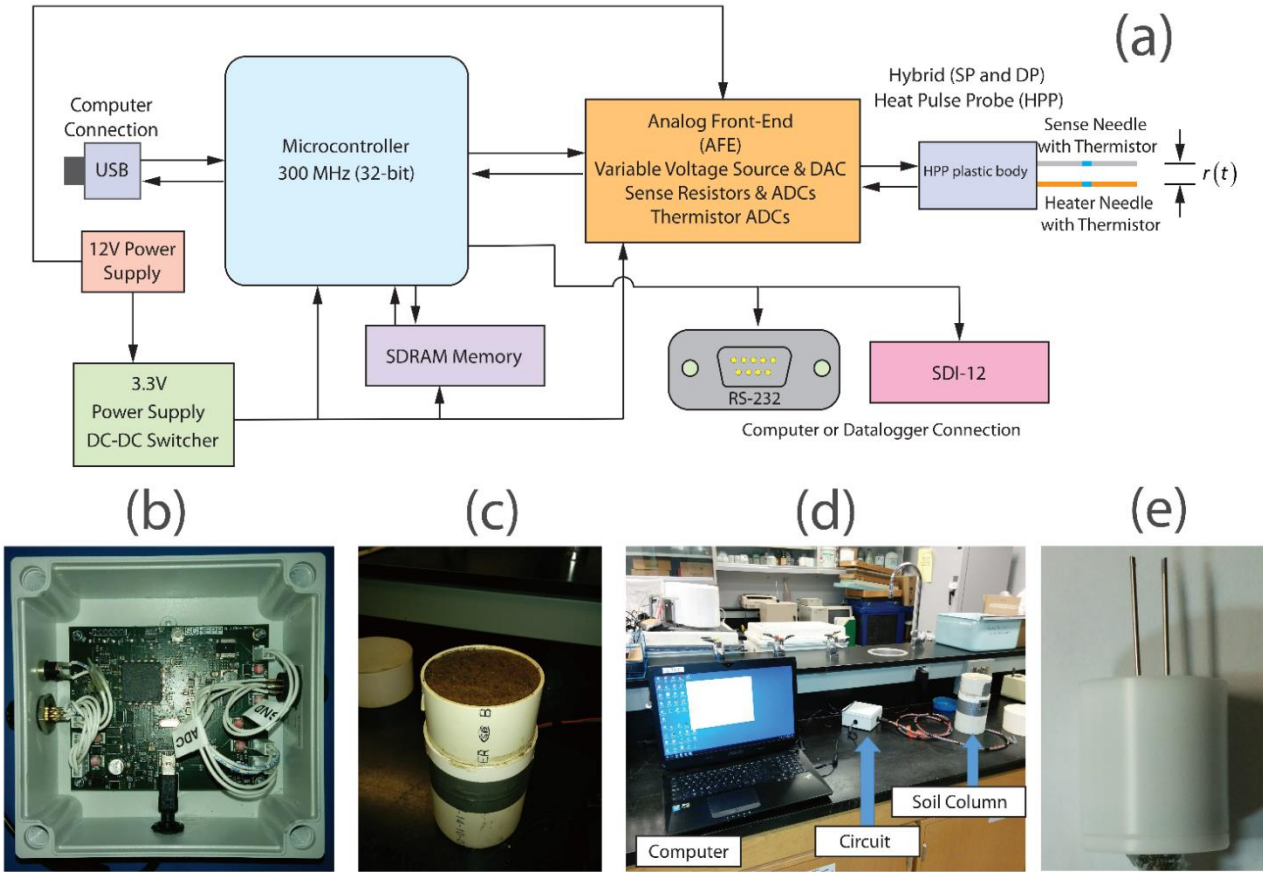 (a)
Hybrid (SP and DP)
Heat Pulse Probe (HPP)
Computer
Connection
USB
Microcontroller
300 MHz (32-bit)
Analog Front-End
(AFE)
Variable Voltage Source & DAC
Sense Resistors & ADCs
Thermistor ADCs
HPP plastic body
Sense Needle
with Thermistor
r(t)
Heater Needle
with Thermistor
12V Power
Supply
SDRAM Memory
3.3V
Power Supply
DC-DC Switcher
RS-232
SDI-12
Computer or Datalogger Connection
(b)
(c)
(d)
(e)
ADC
GND
ER
Computer
Circuit
Soil Column